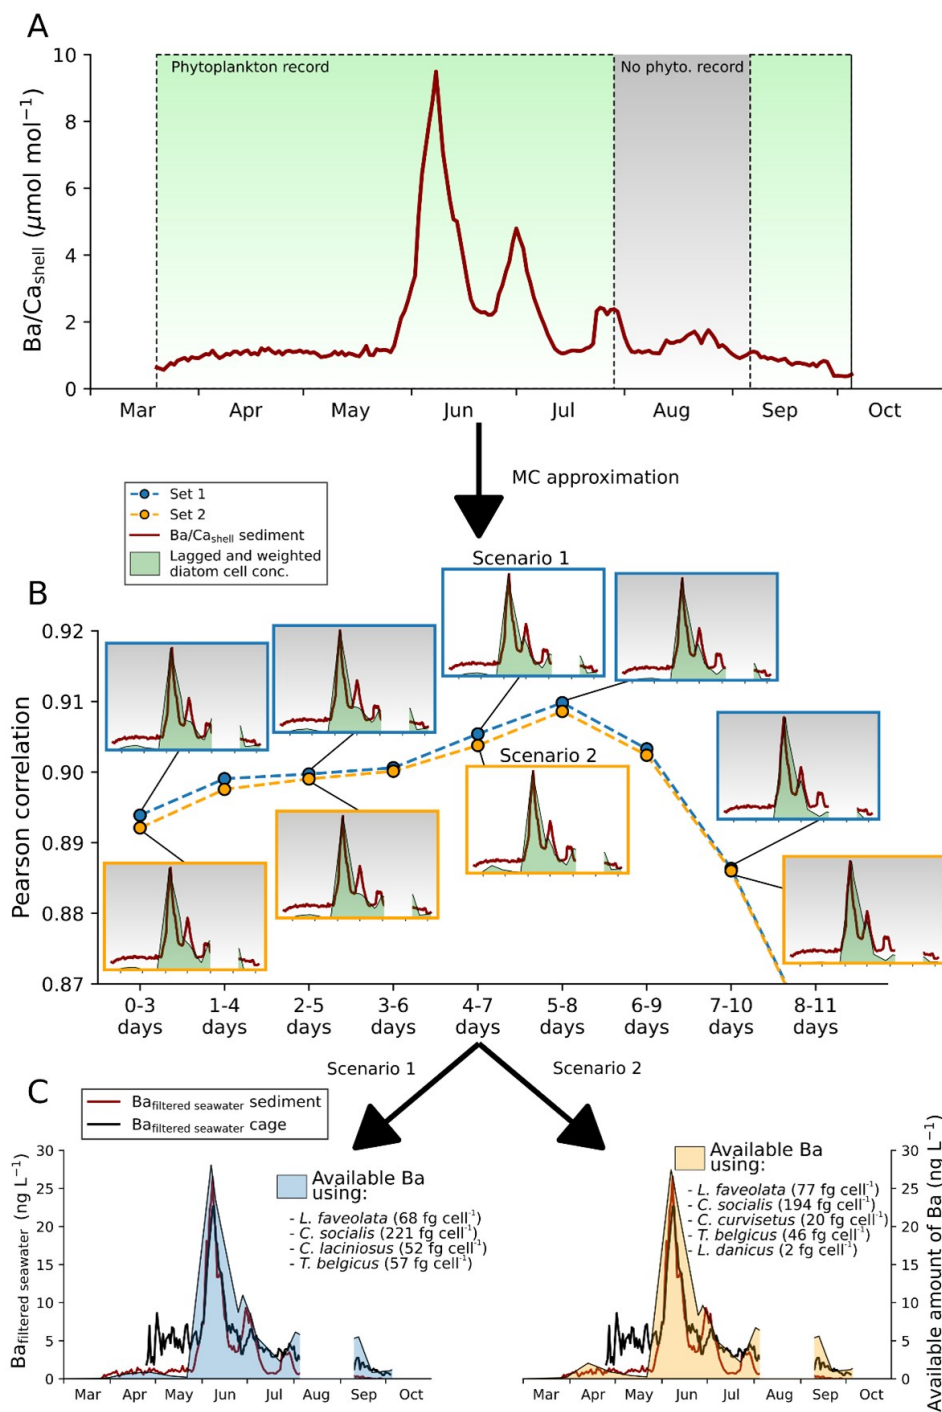 A
Ba/Ca_shell (μmol mol⁻¹)
10
8
6
4
2
0
Phytoplankton record
No phyto. record
Mar Apr May Jun Jul Aug Sep Oct
MC approximation
Set 1
Set 2
Ba/Ca_shell sediment
Lagged and weighted
diatom cell conc.
B
Scenario 1
Scenario 2
Pearson correlation
0.92
0.91
0.90
0.89
0.88
0.87
0-3 1-4 2-5 3-6 4-7 5-8 6-9 7-10 8-11
days days days days days days days days days
Scenario 1
Scenario 2
C
Ba_filtered seawater sediment
Ba_filtered seawater cage
Ba_filtered seawater (ng L⁻¹)
30
25
20
15
10
5
0
Available Ba
using:
- L. faveolata (68 fg cell⁻¹)
- C. socialis (221 fg cell⁻¹)
- C. laciniosus (52 fg cell⁻¹)
- T. belgicus (57 fg cell⁻¹)
Mar Apr May Jun Jul Aug Sep Oct
Available Ba
using:
- L. faveolata (77 fg cell⁻¹)
- C. socialis (194 fg cell⁻¹)
- C. curvisetus (20 fg cell⁻¹)
- T. belgicus (46 fg cell⁻¹)
- L. danicus (2 fg cell⁻¹)
30
25
20
15
10
5
0
Available amount of Ba (ng L⁻¹)
Mar Apr May Jun Jul Aug Sep Oct